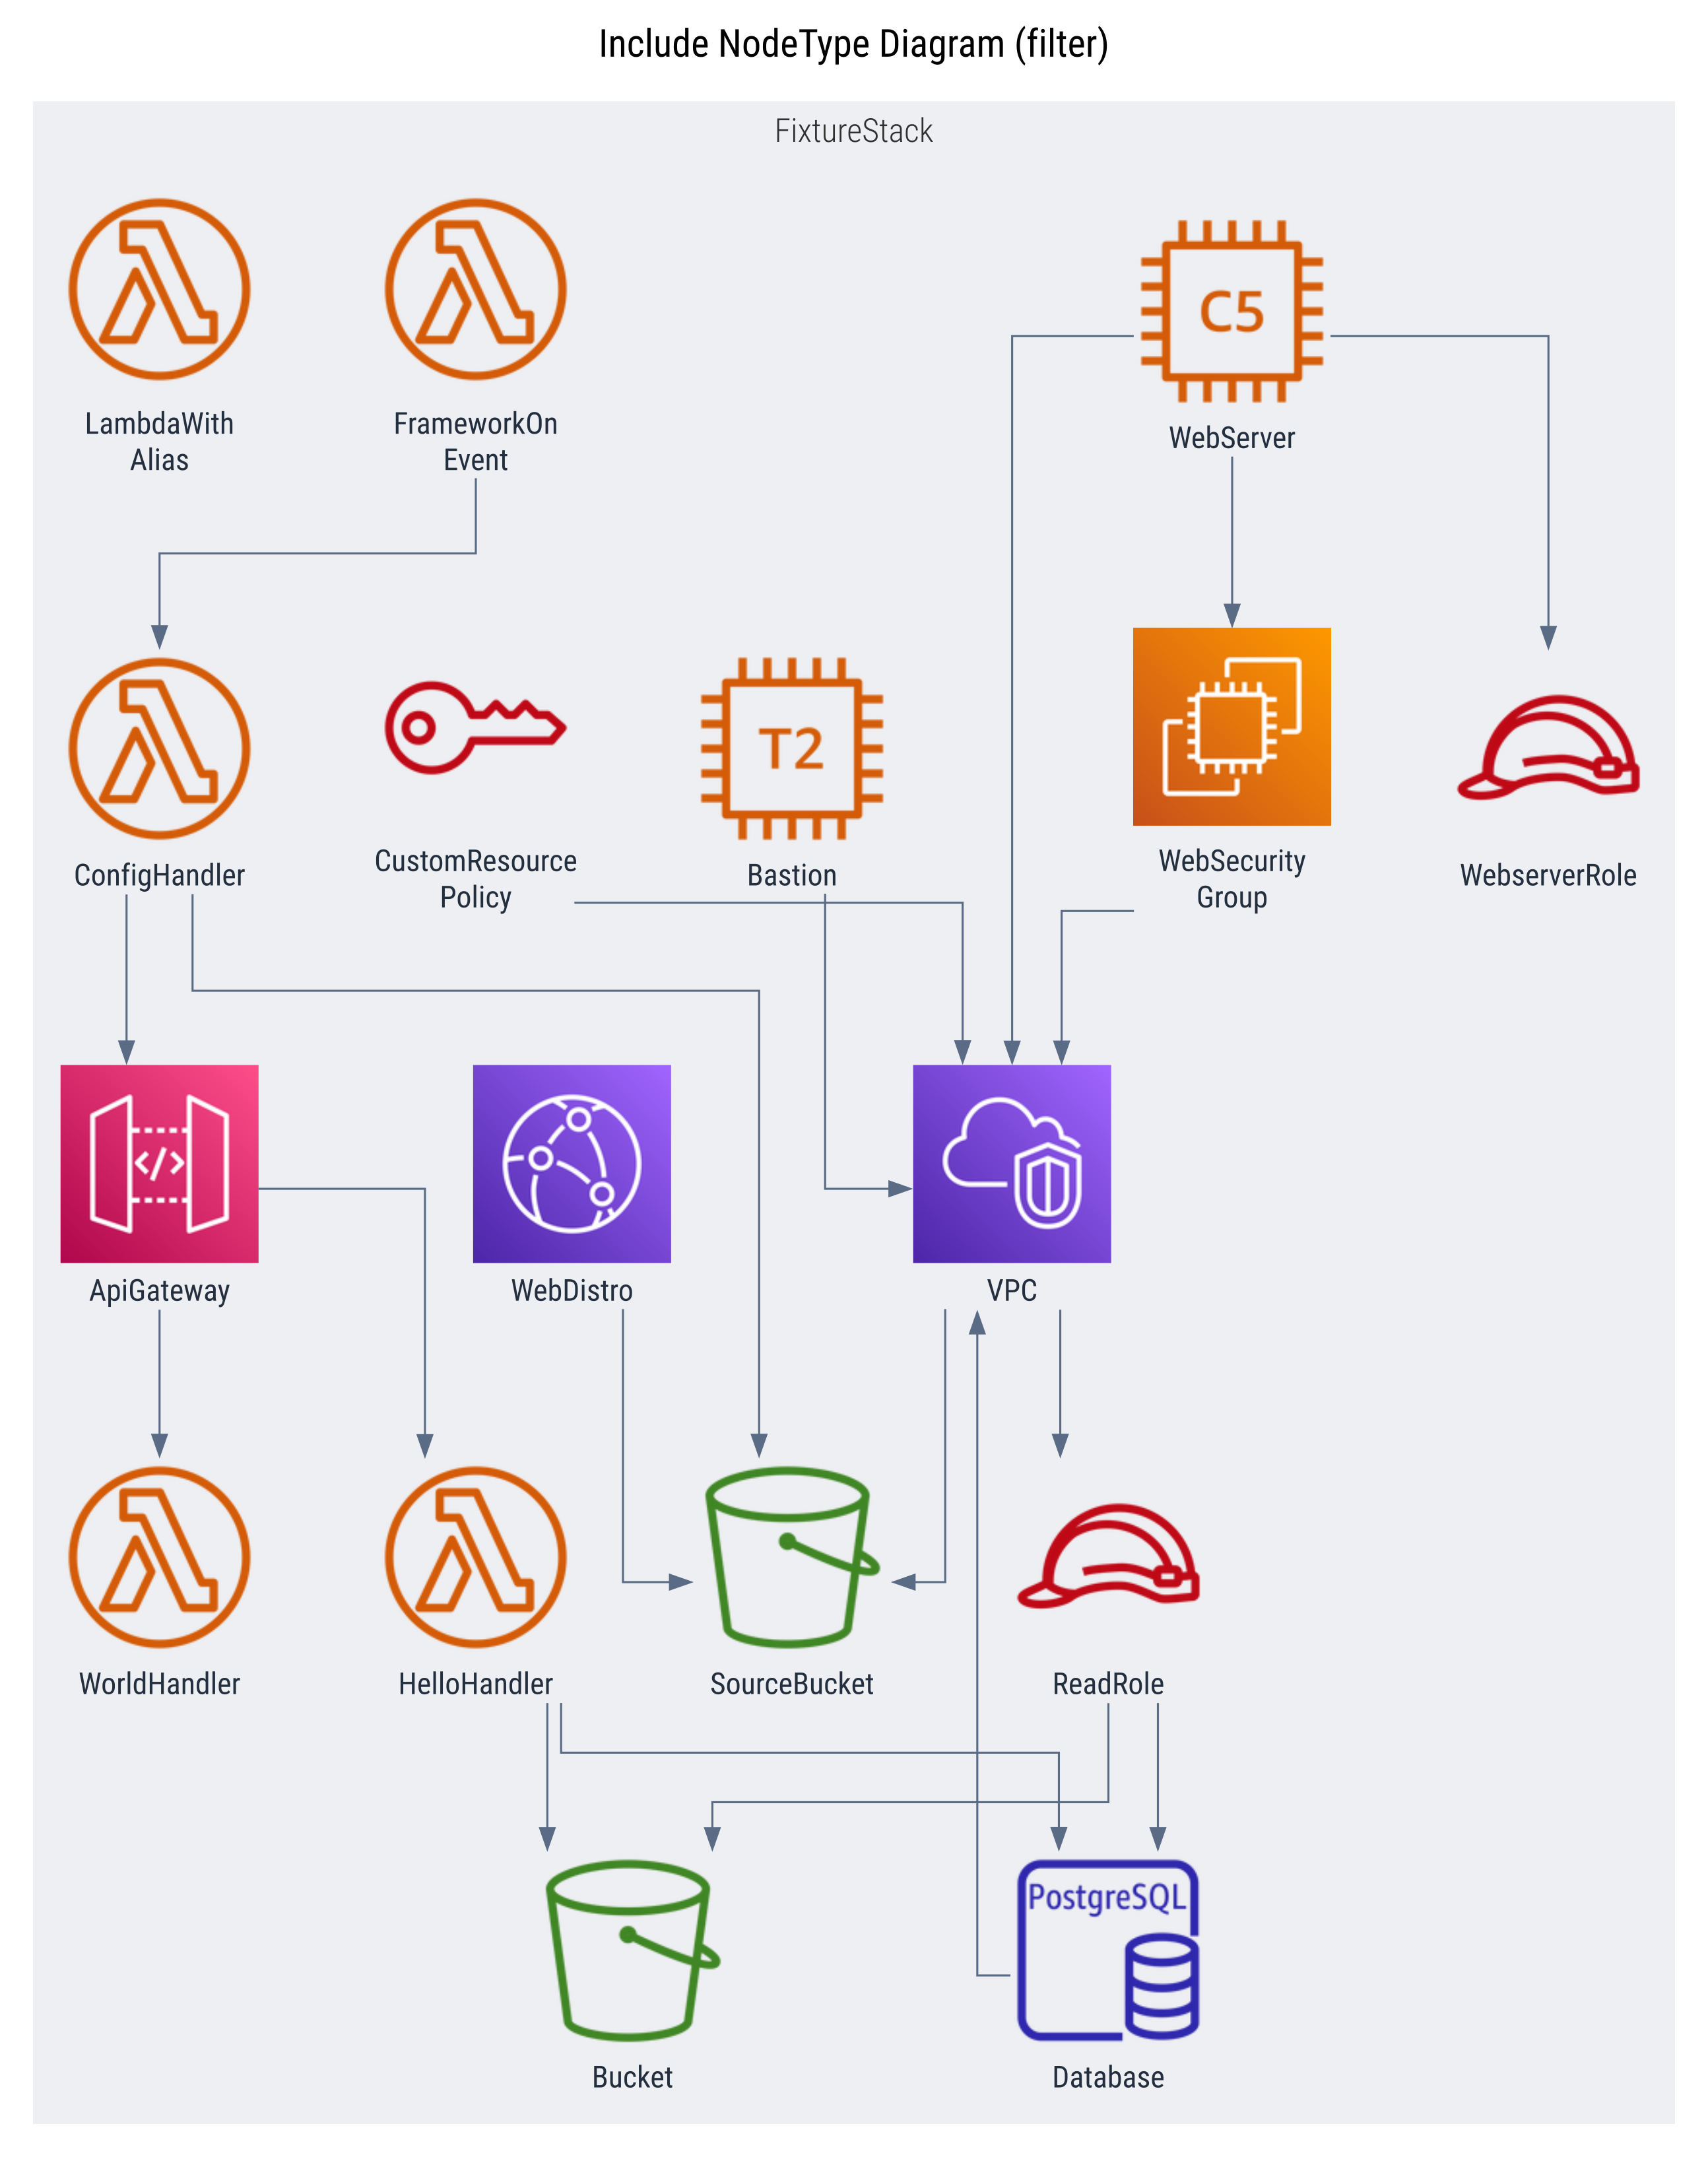 Include NodeType Diagram (filter)
FixtureStack
C5
LambdaWith
Alias
FrameworkOn
Event
WebServer
T2
ConfigHandler
CustomResource
Policy
Bastion
WebSecurity
Group
WebserverRole
</>
ApiGateway
WebDistro
VPC
WorldHandler
HelloHandler
SourceBucket
ReadRole
PostgreSQL
Bucket
Database